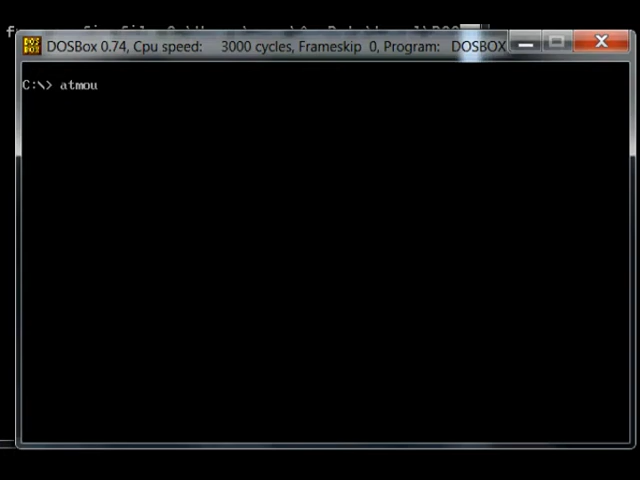 DOSBox 0.74, Cpu speed: 3000 cycles, Frameskip 0, Program: DOSBOX
C:\> atmou